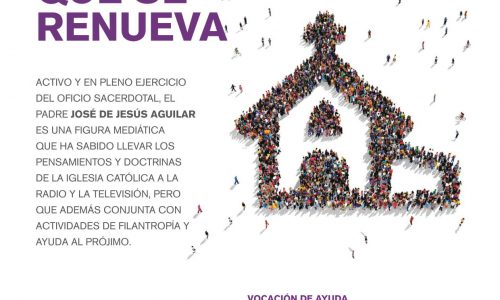 QUE SE
RENUEVA
ACTIVO Y EN PLENO EJERCICIO
DEL OFICIO SACERDOTAL, EL
PADRE JOSÉ DE JESÚS AGUILAR
ES UNA FIGURA MEDIÁTICA
QUE HA SABIDO LLEVAR LOS
PENSAMIENTOS Y DOCTRINAS
DE LA IGLESIA CATÓLICA A LA
RADIO Y LA TELEVISIÓN, PERO
QUE ADEMÁS CONJUNTA CON
ACTIVIDADES DE FILANTROPÍA Y
AYUDA AL PRÓJIMO.
VOCACIÓN DE AYUDA